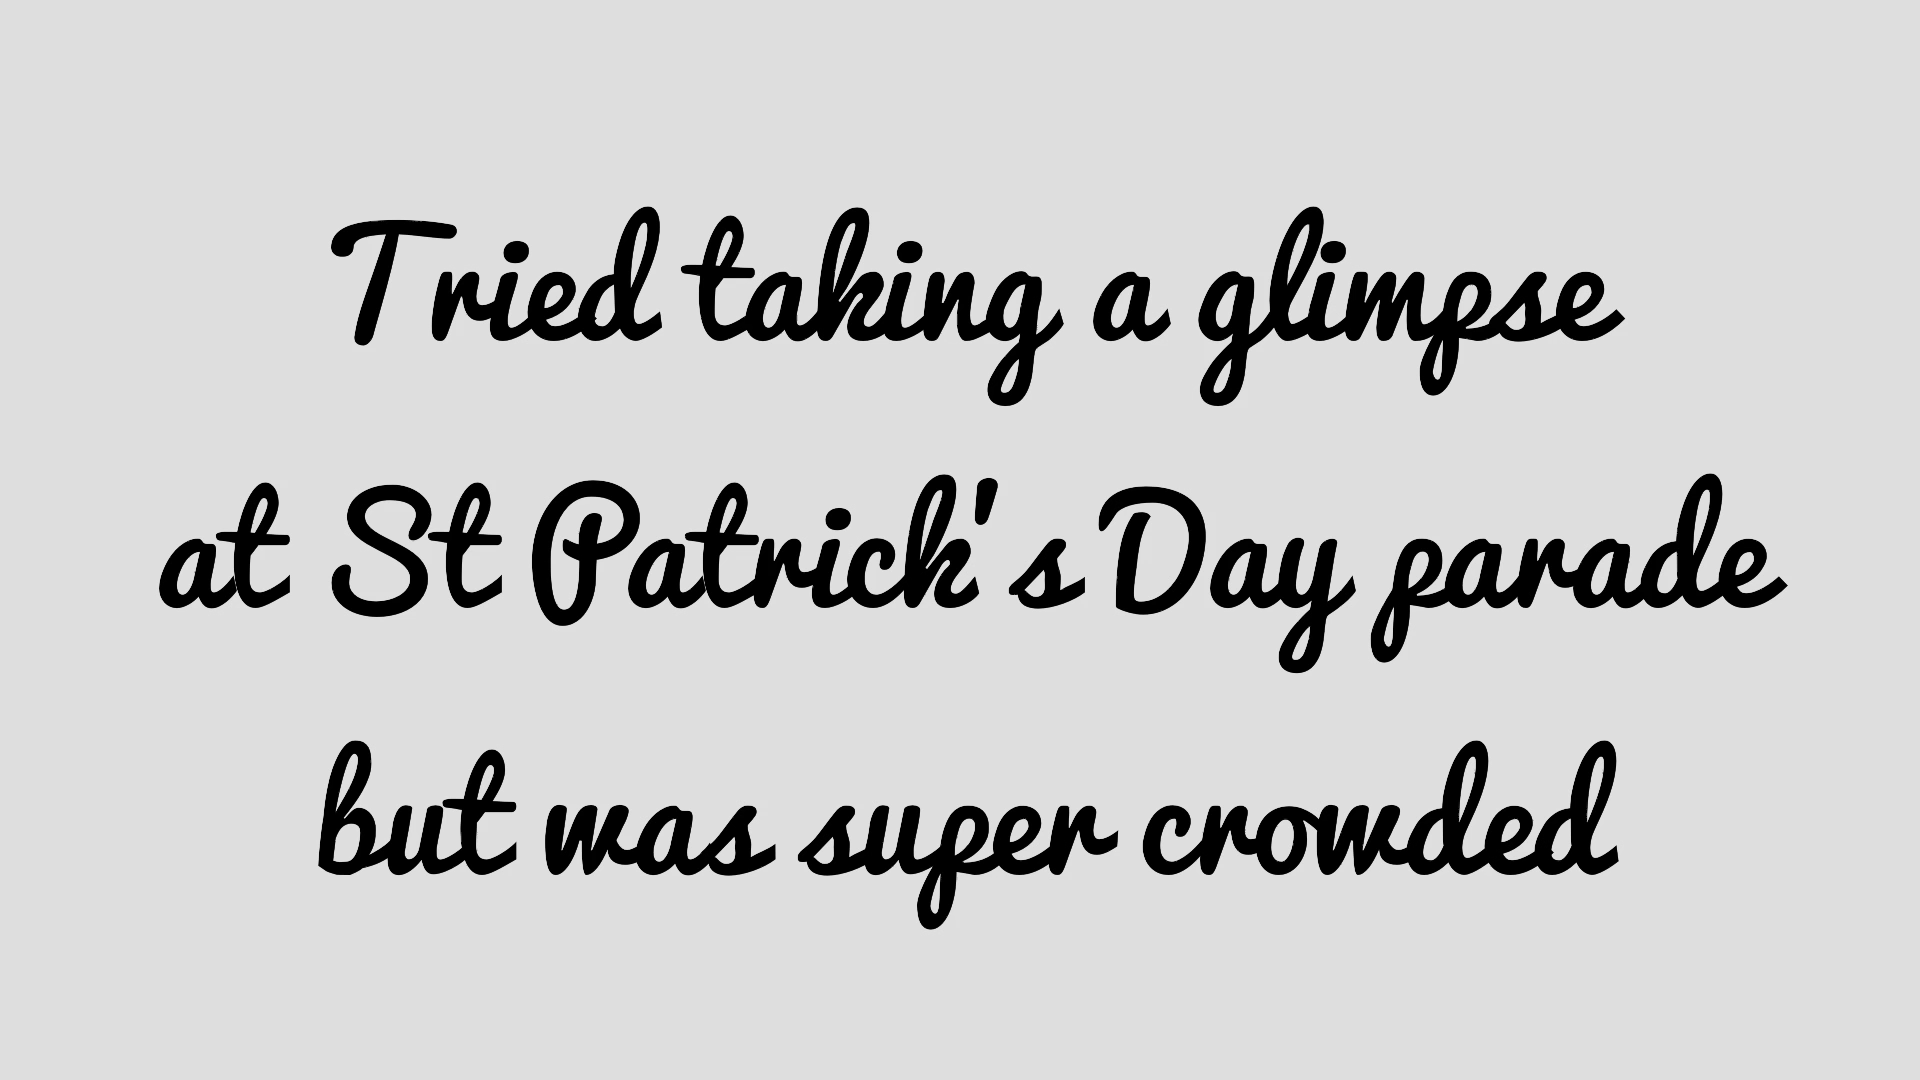 Tried taking a glimpse
at St Patrick's Day parade
but was super crowded